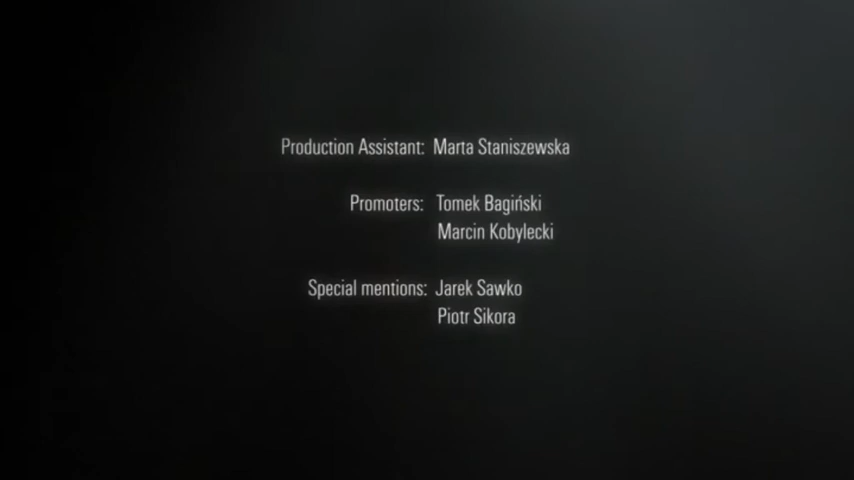 Production Assistant: Marta Staniszewska
Promoters: Tomek Bagiński
Marcin Kobylecki
Special mentions: Jarek Sawko
Piotr Sikora